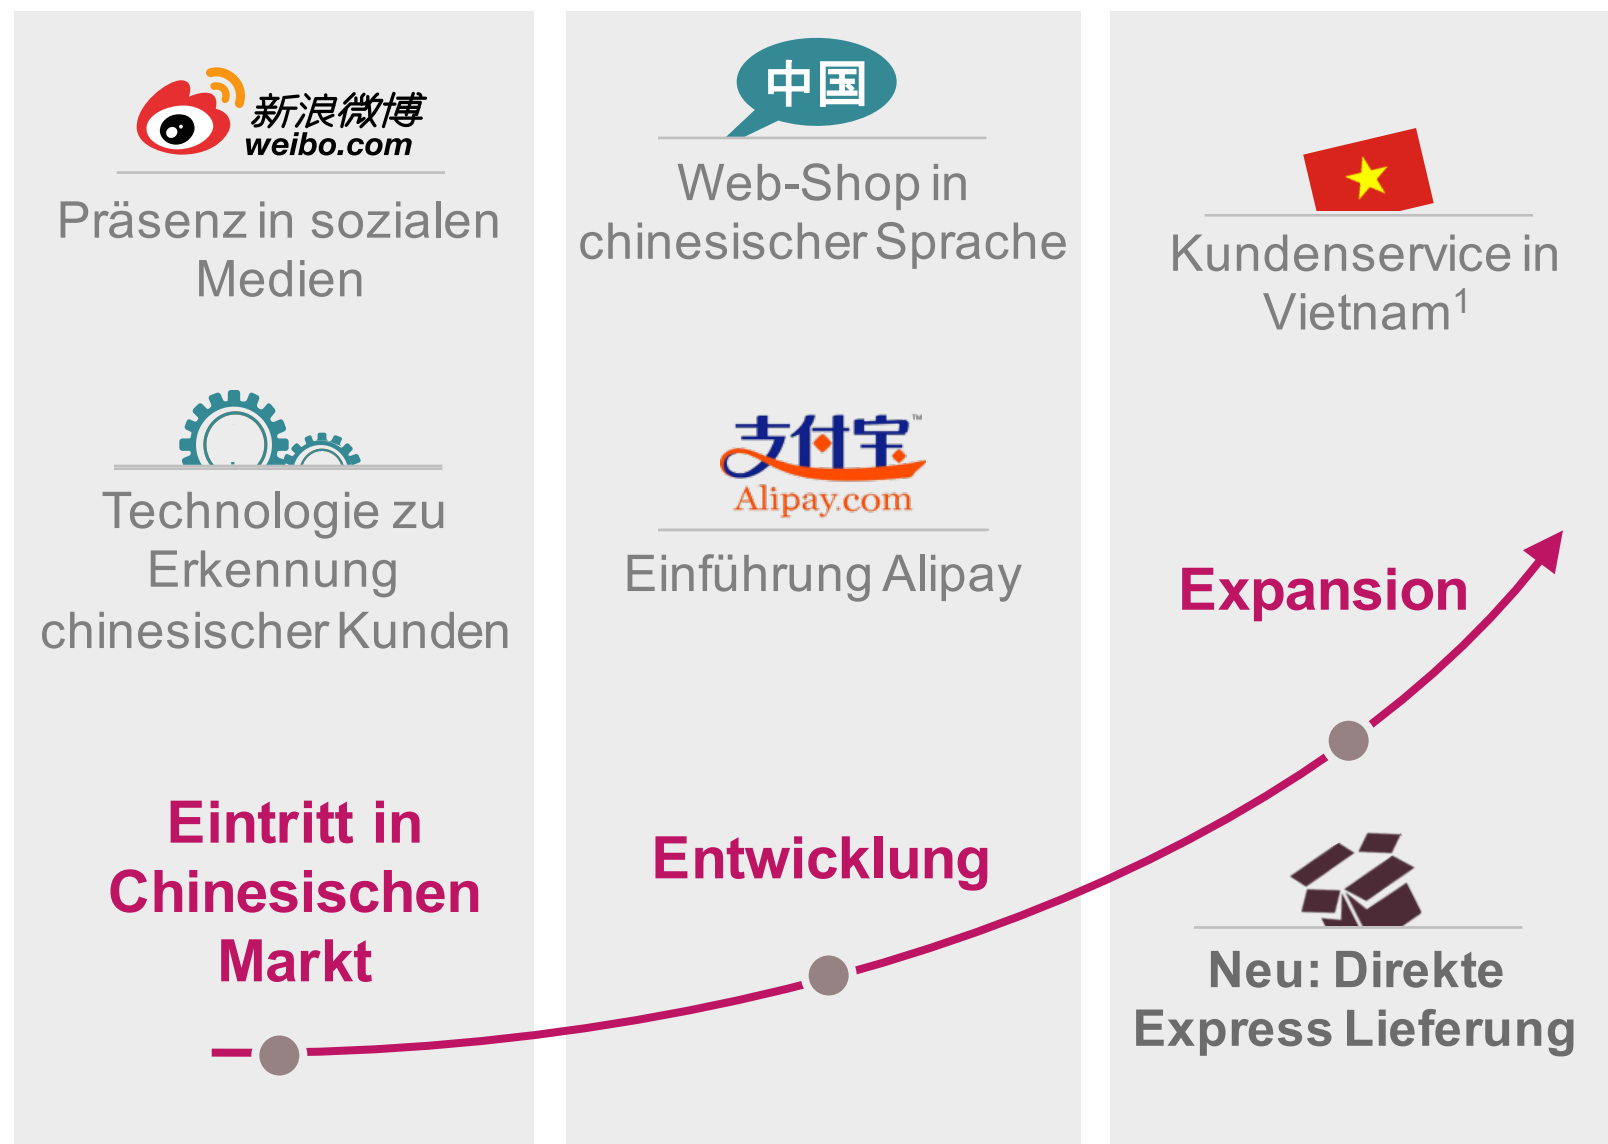 新浪微博
weibo.com
Präsenz in sozialen
Medien
Technologie zu
Erkennung
chinesischer Kunden
Eintritt in
Chinesischen
Markt
中国
Web-Shop in
chinesischer Sprache
支付宝™
Alipay.com
Einführung Alipay
Entwicklung
Kundenservice in
Vietnam¹
Expansion
Neu: Direkte
Express Lieferung